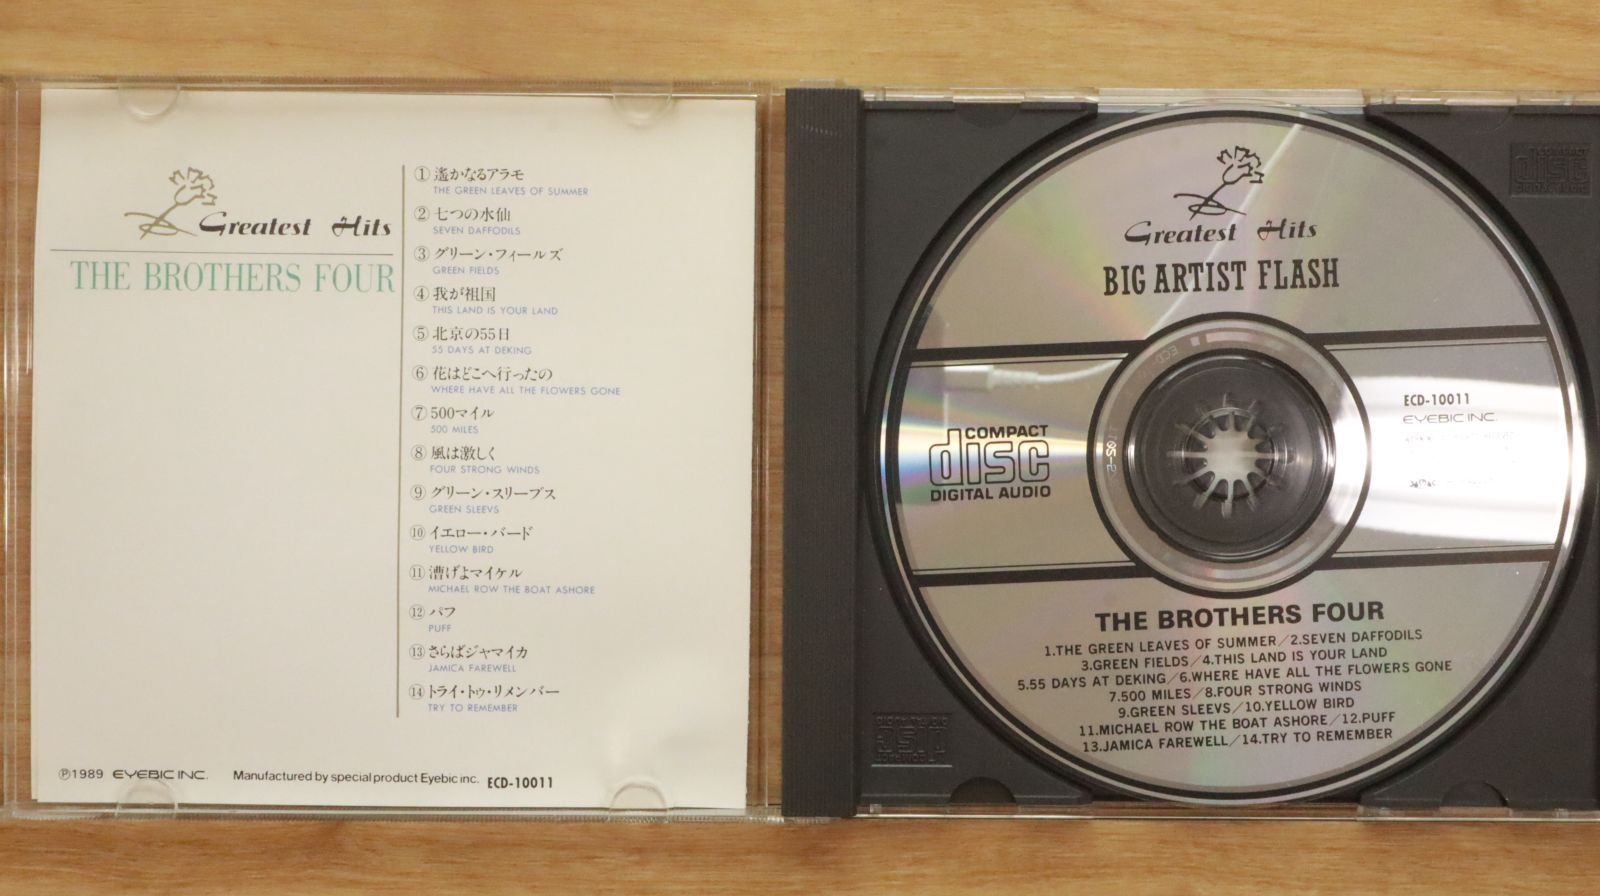 Greatest Hits
THE BROTHERS FOUR
① 遙かなるアラモ
THE GREEN LEAVES OF SUMMER
② 七つの水仙
SEVEN DAFFODILS
③ グリーン・フィールズ
GREEN FIELDS
④ 我が祖国
THIS LAND IS YOUR LAND
⑤ 北京の55日
55 DAYS AT DEKING
⑥ 花はどこへ行ったの
WHERE HAVE ALL THE FLOWERS GONE
⑦ 500マイル
500 MILES
⑧ 風は激しく
FOUR STRONG WINDS
⑨ グリーン・スリーブス
GREEN SLEEVS
⑩ イエロー・バード
YELLOW BIRD
⑪ 漕げよマイケル
MICHAEL ROW THE BOAT ASHORE
⑫ パフ
PUFF
⑬ さらばジャマイカ
JAMICA FAREWELL
⑭ トライ・トゥ・リメンバー
TRY TO REMEMBER
Ⓟ1989 EYEBIC INC. Manufactured by special product Eyebic inc. ECD-10011
Greatest Hits
BIG ARTIST FLASH
COMPACT
disc
DIGITAL AUDIO
ECD-10011
EYEBIC INC.
THE BROTHERS FOUR
1.THE GREEN LEAVES OF SUMMER/2.SEVEN DAFFODILS
3.GREEN FIELDS/4.THIS LAND IS YOUR LAND
5.55 DAYS AT DEKING/6.WHERE HAVE ALL THE FLOWERS GONE
7.500 MILES/8.FOUR STRONG WINDS
9.GREEN SLEEVS/10.YELLOW BIRD
11.MICHAEL ROW THE BOAT ASHORE/12.PUFF
13.JAMICA FAREWELL/14.TRY TO REMEMBER
COMPACT
disc
DIGITAL AUDIO
COMPACT
disc
DIGITAL AUDIO